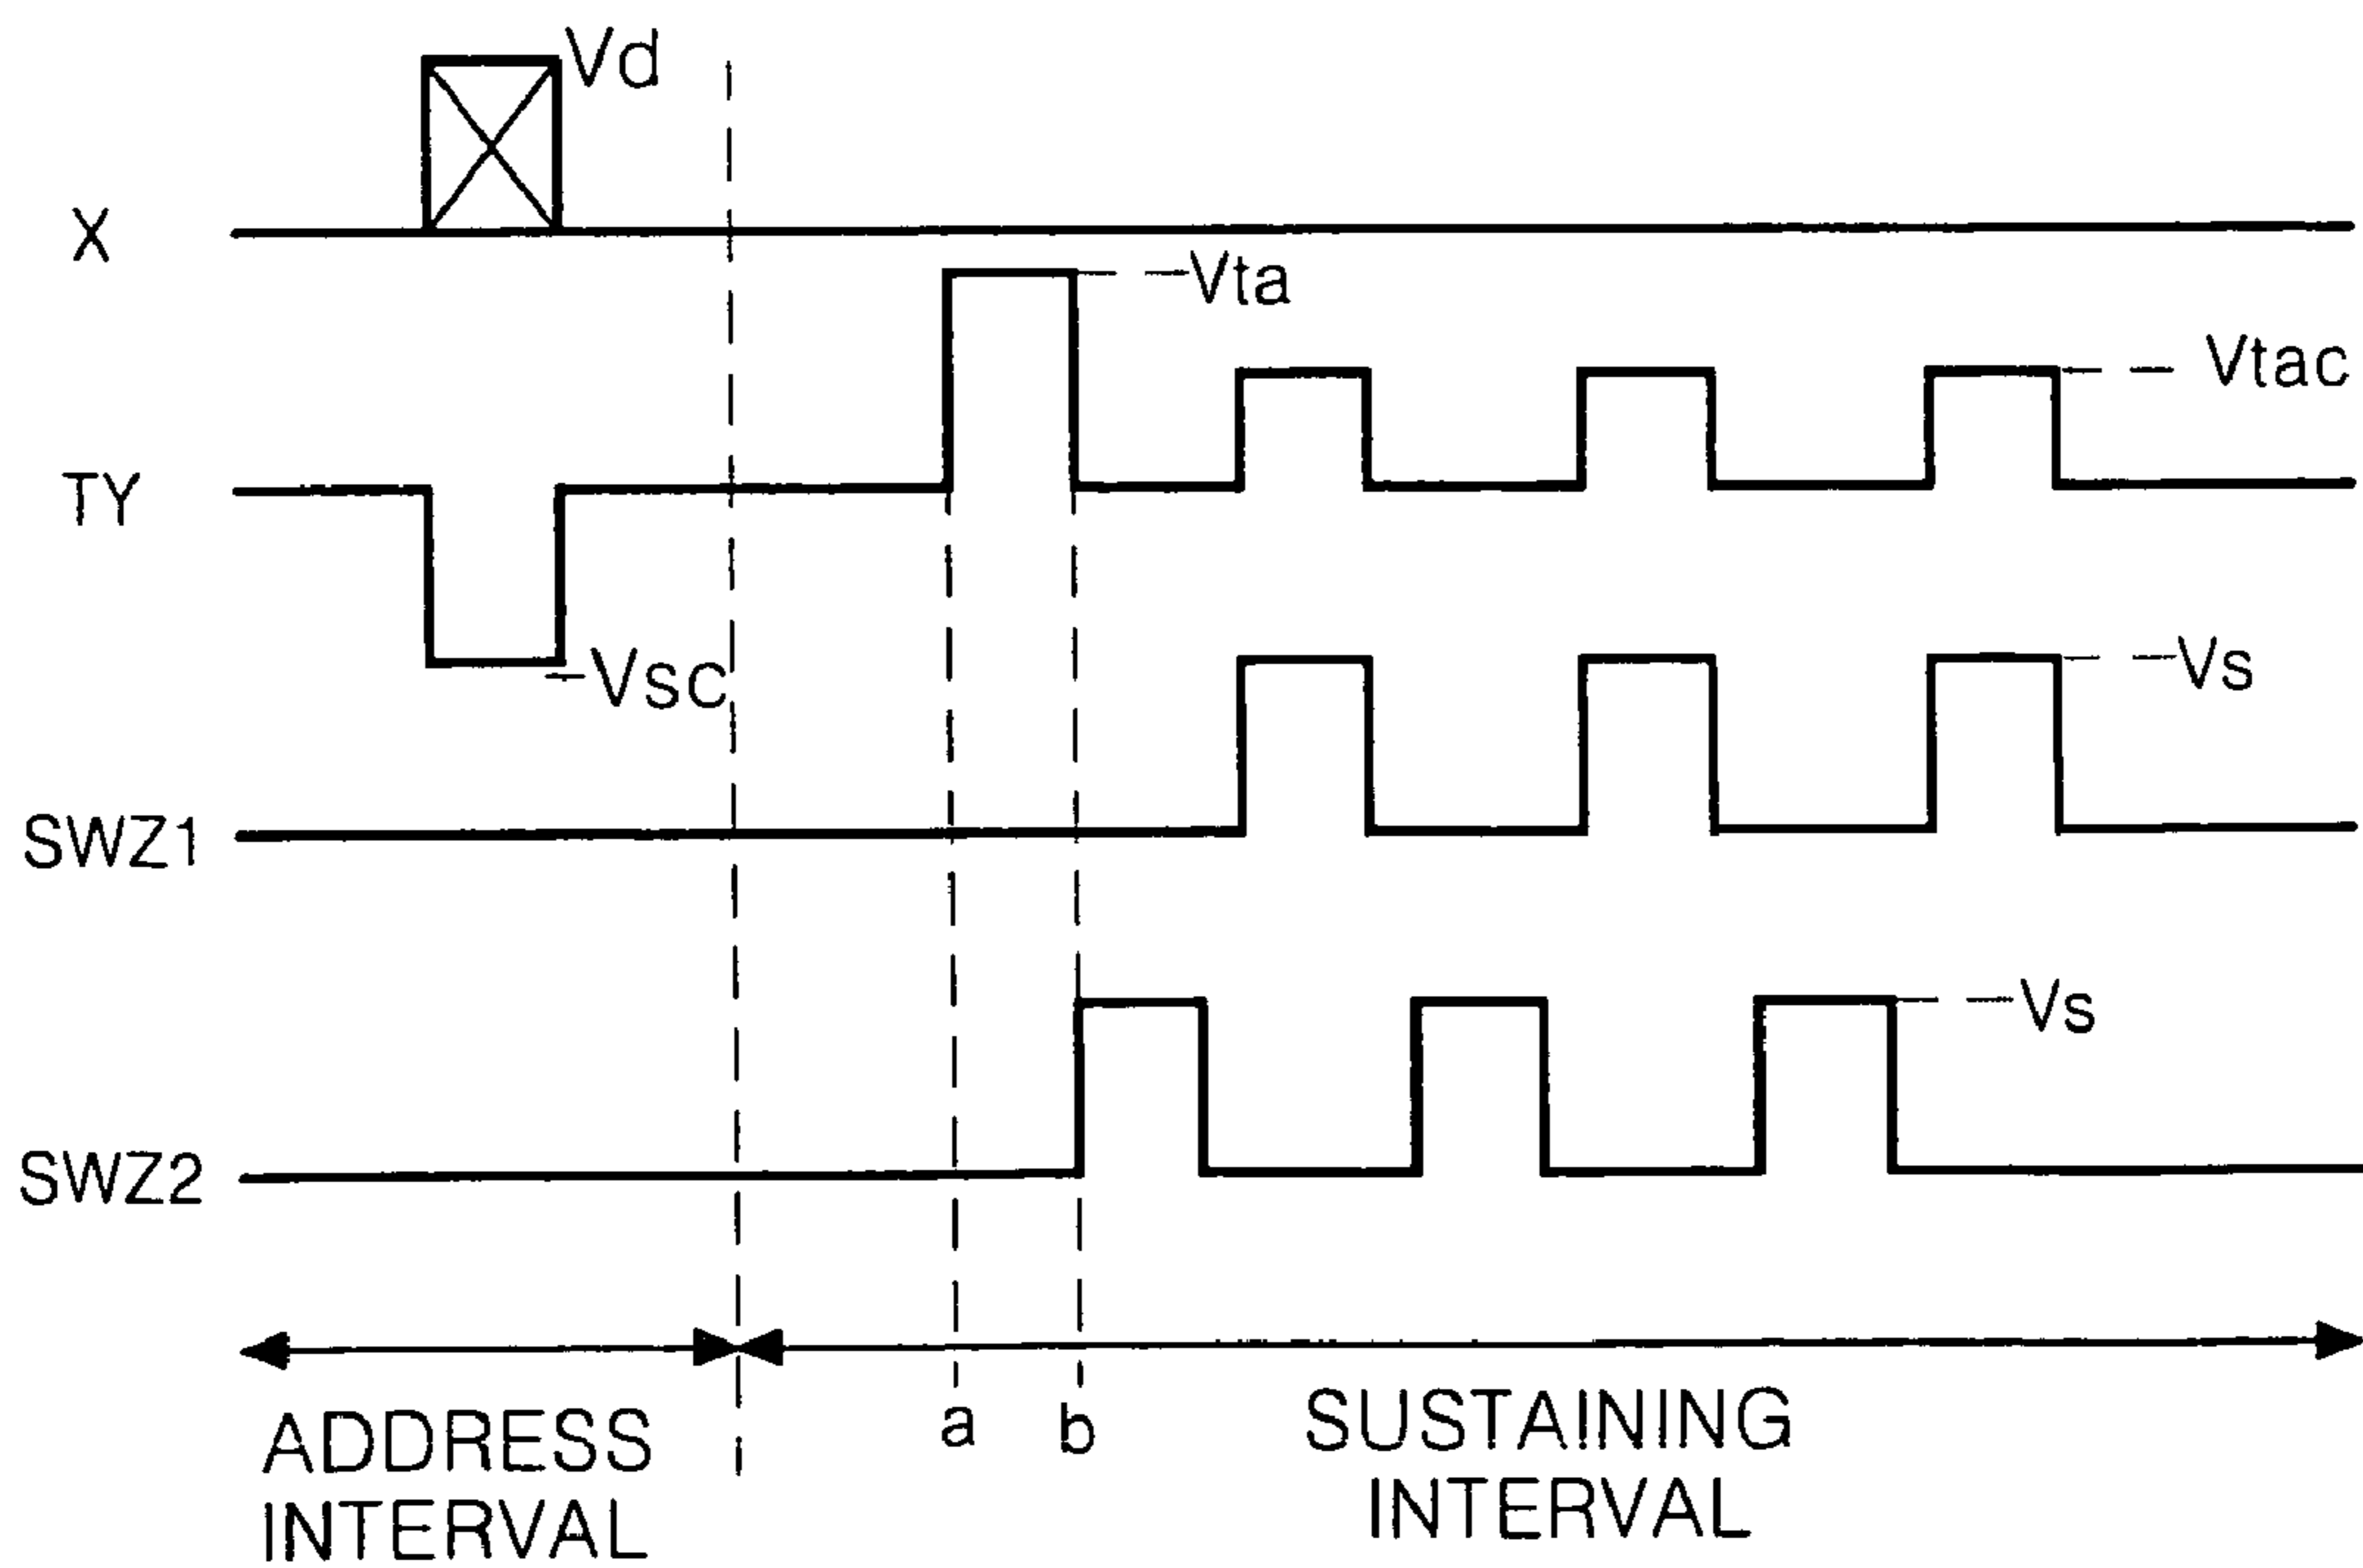 Vd
X
Vta
Vtac
TY
-Vsc
Vs
SWZ1
Vs
SWZ2
a
b
ADDRESS
INTERVAL
SUSTAINING
INTERVAL